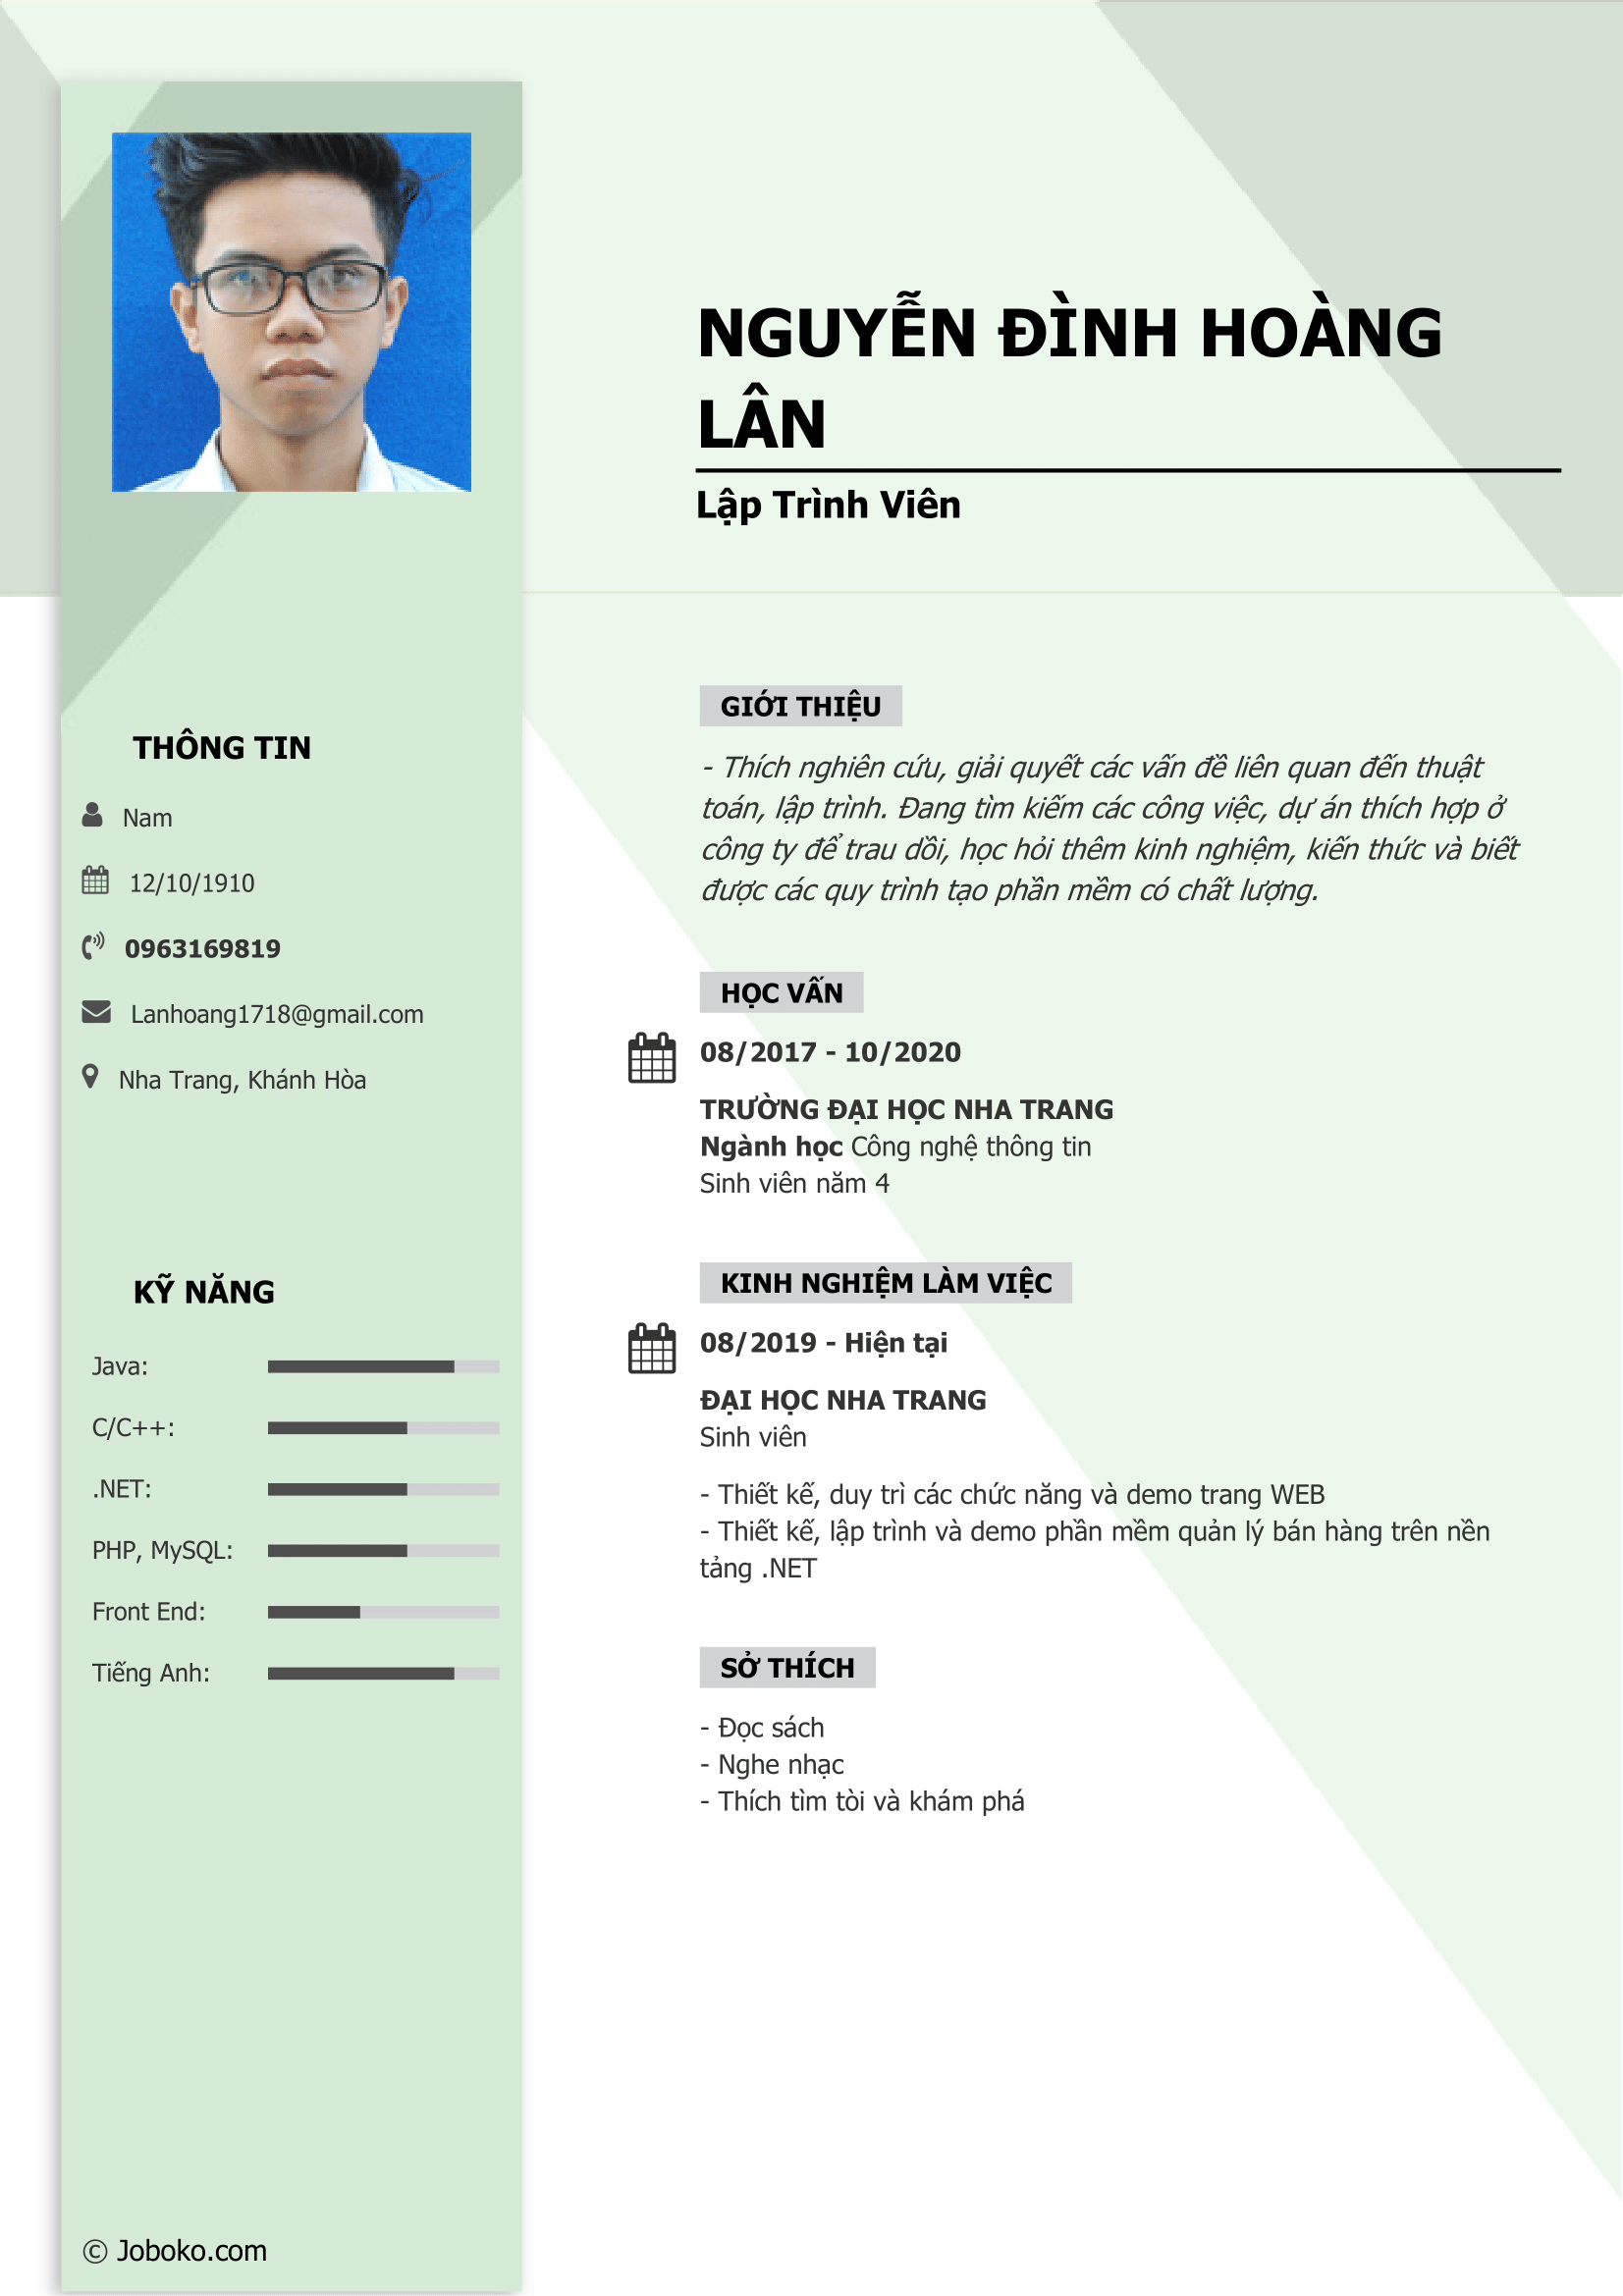 NGUYỄN ĐÌNH HOÀNG
LÂN
Lập Trình Viên
THÔNG TIN
Nam
12/10/1910
0963169819
Lanhoang1718@gmail.com
Nha Trang, Khánh Hòa
KỸ NĂNG
Java:
C/C++:
.NET:
PHP, MySQL:
Front End:
Tiếng Anh:
© Joboko.com
GIỚI THIỆU
- Thích nghiên cứu, giải quyết các vấn đề liên quan đến thuật
toán, lập trình. Đang tìm kiếm các công việc, dự án thích hợp ở
công ty để trau dồi, học hỏi thêm kinh nghiệm, kiến thức và biết
được các quy trình tạo phần mềm có chất lượng.
HỌC VẤN
08/2017 - 10/2020
TRƯỜNG ĐẠI HỌC NHA TRANG
Ngành học Công nghệ thông tin
Sinh viên năm 4
KINH NGHIỆM LÀM VIỆC
08/2019 - Hiện tại
ĐẠI HỌC NHA TRANG
Sinh viên
- Thiết kế, duy trì các chức năng và demo trang WEB
- Thiết kế, lập trình và demo phần mềm quản lý bán hàng trên nền
tảng .NET
SỞ THÍCH
- Đọc sách
- Nghe nhạc
- Thích tìm tòi và khám phá